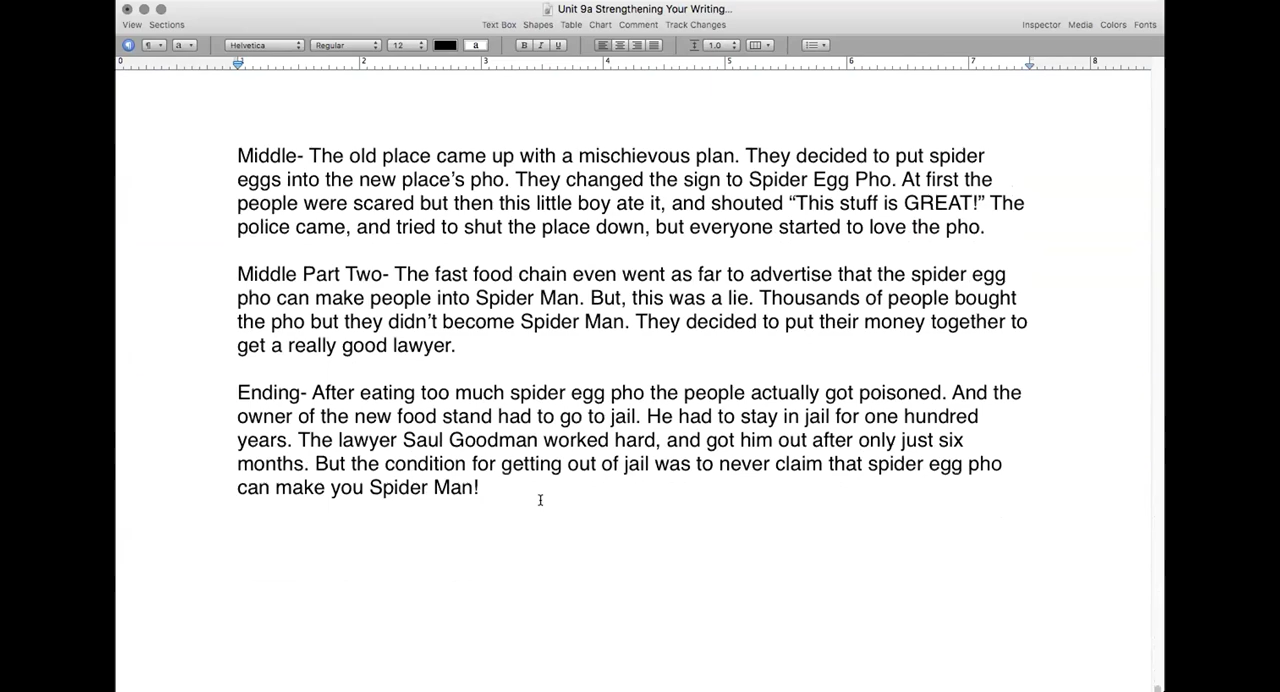 Unit 9a Strengthening Your Writing...
View Sections Text Box Shapes Table Chart Comment Track Changes Inspector Media Colors Fonts
¶ a Helvetica Regular 12 a B I U 1.0
0 1 2 3 4 5 6 7 8
Middle- The old place came up with a mischievous plan. They decided to put spider
eggs into the new place’s pho. They changed the sign to Spider Egg Pho. At first the
people were scared but then this little boy ate it, and shouted “This stuff is GREAT!” The
police came, and tried to shut the place down, but everyone started to love the pho.
Middle Part Two- The fast food chain even went as far to advertise that the spider egg
pho can make people into Spider Man. But, this was a lie. Thousands of people bought
the pho but they didn’t become Spider Man. They decided to put their money together to
get a really good lawyer.
Ending- After eating too much spider egg pho the people actually got poisoned. And the
owner of the new food stand had to go to jail. He had to stay in jail for one hundred
years. The lawyer Saul Goodman worked hard, and got him out after only just six
months. But the condition for getting out of jail was to never claim that spider egg pho
can make you Spider Man!